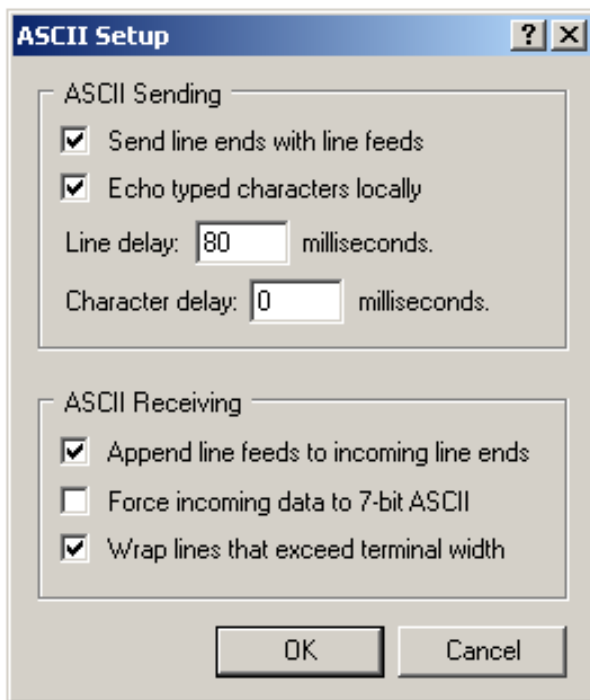 ASCII Setup
ASCII Sending
Send line ends with line feeds
Echo typed characters locally
Line delay: 80 milliseconds.
Character delay: 0 milliseconds.
ASCII Receiving
Append line feeds to incoming line ends
Force incoming data to 7-bit ASCII
Wrap lines that exceed terminal width
OK Cancel